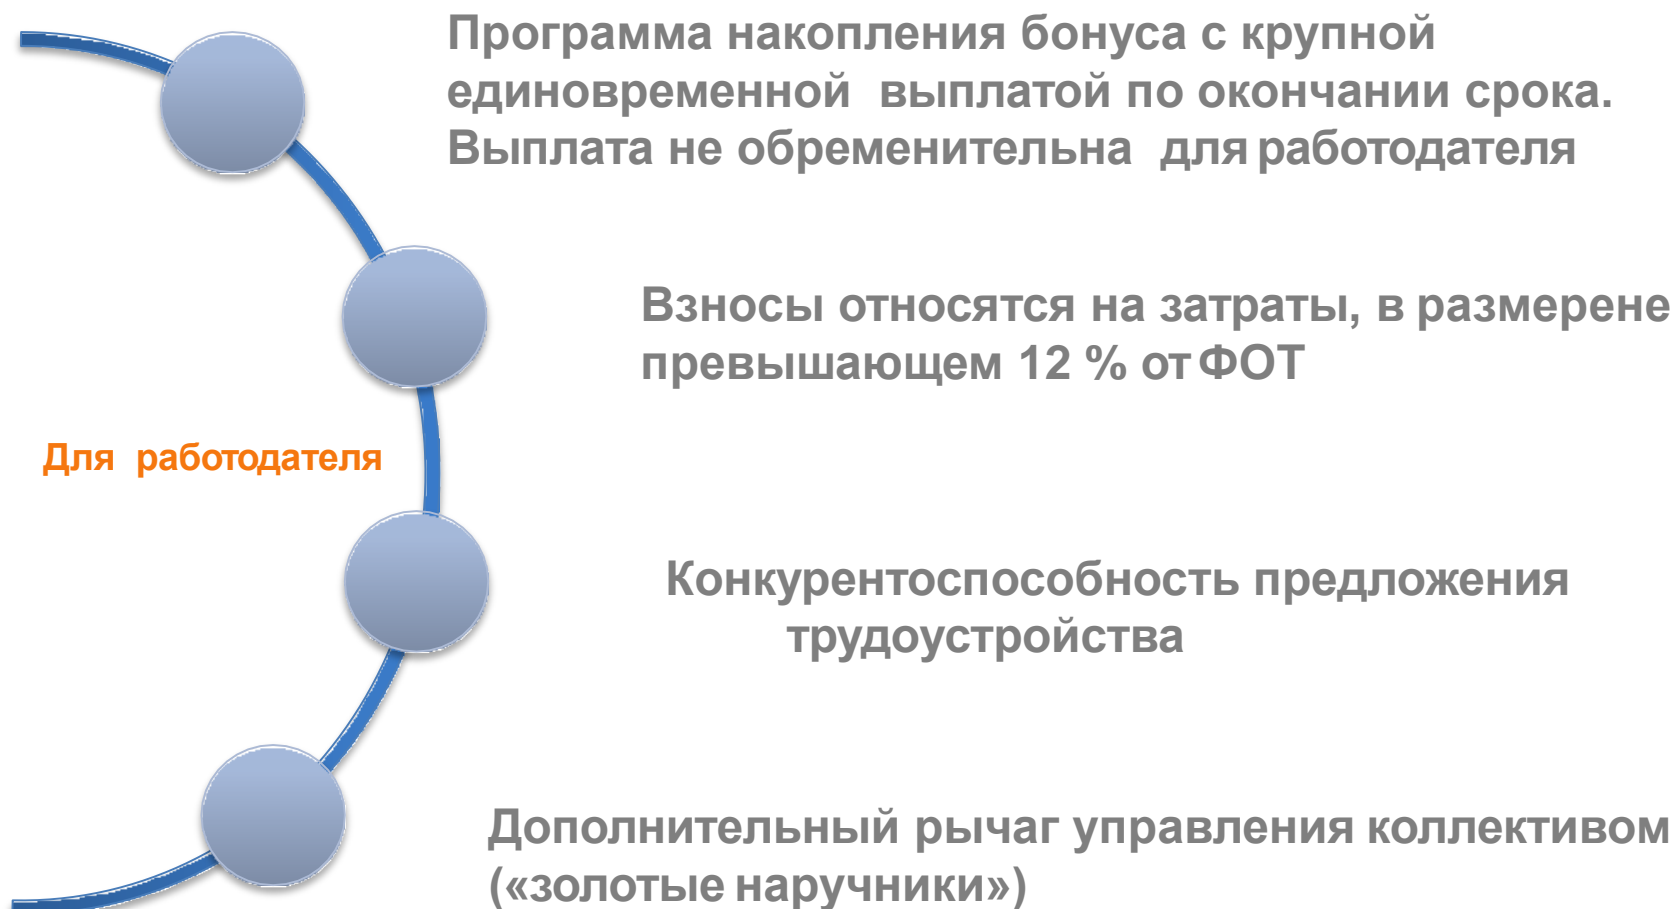 Программа накопления бонуса с крупной
единовременной выплатой по окончании срока.
Выплата не обременительна для работодателя
Взносы относятся на затраты, в размерене
превышающем 12 % от ФОТ
Для работодателя
Конкурентоспособность предложения
трудоустройства
Дополнительный рычаг управления коллективом
(«золотые наручники»)